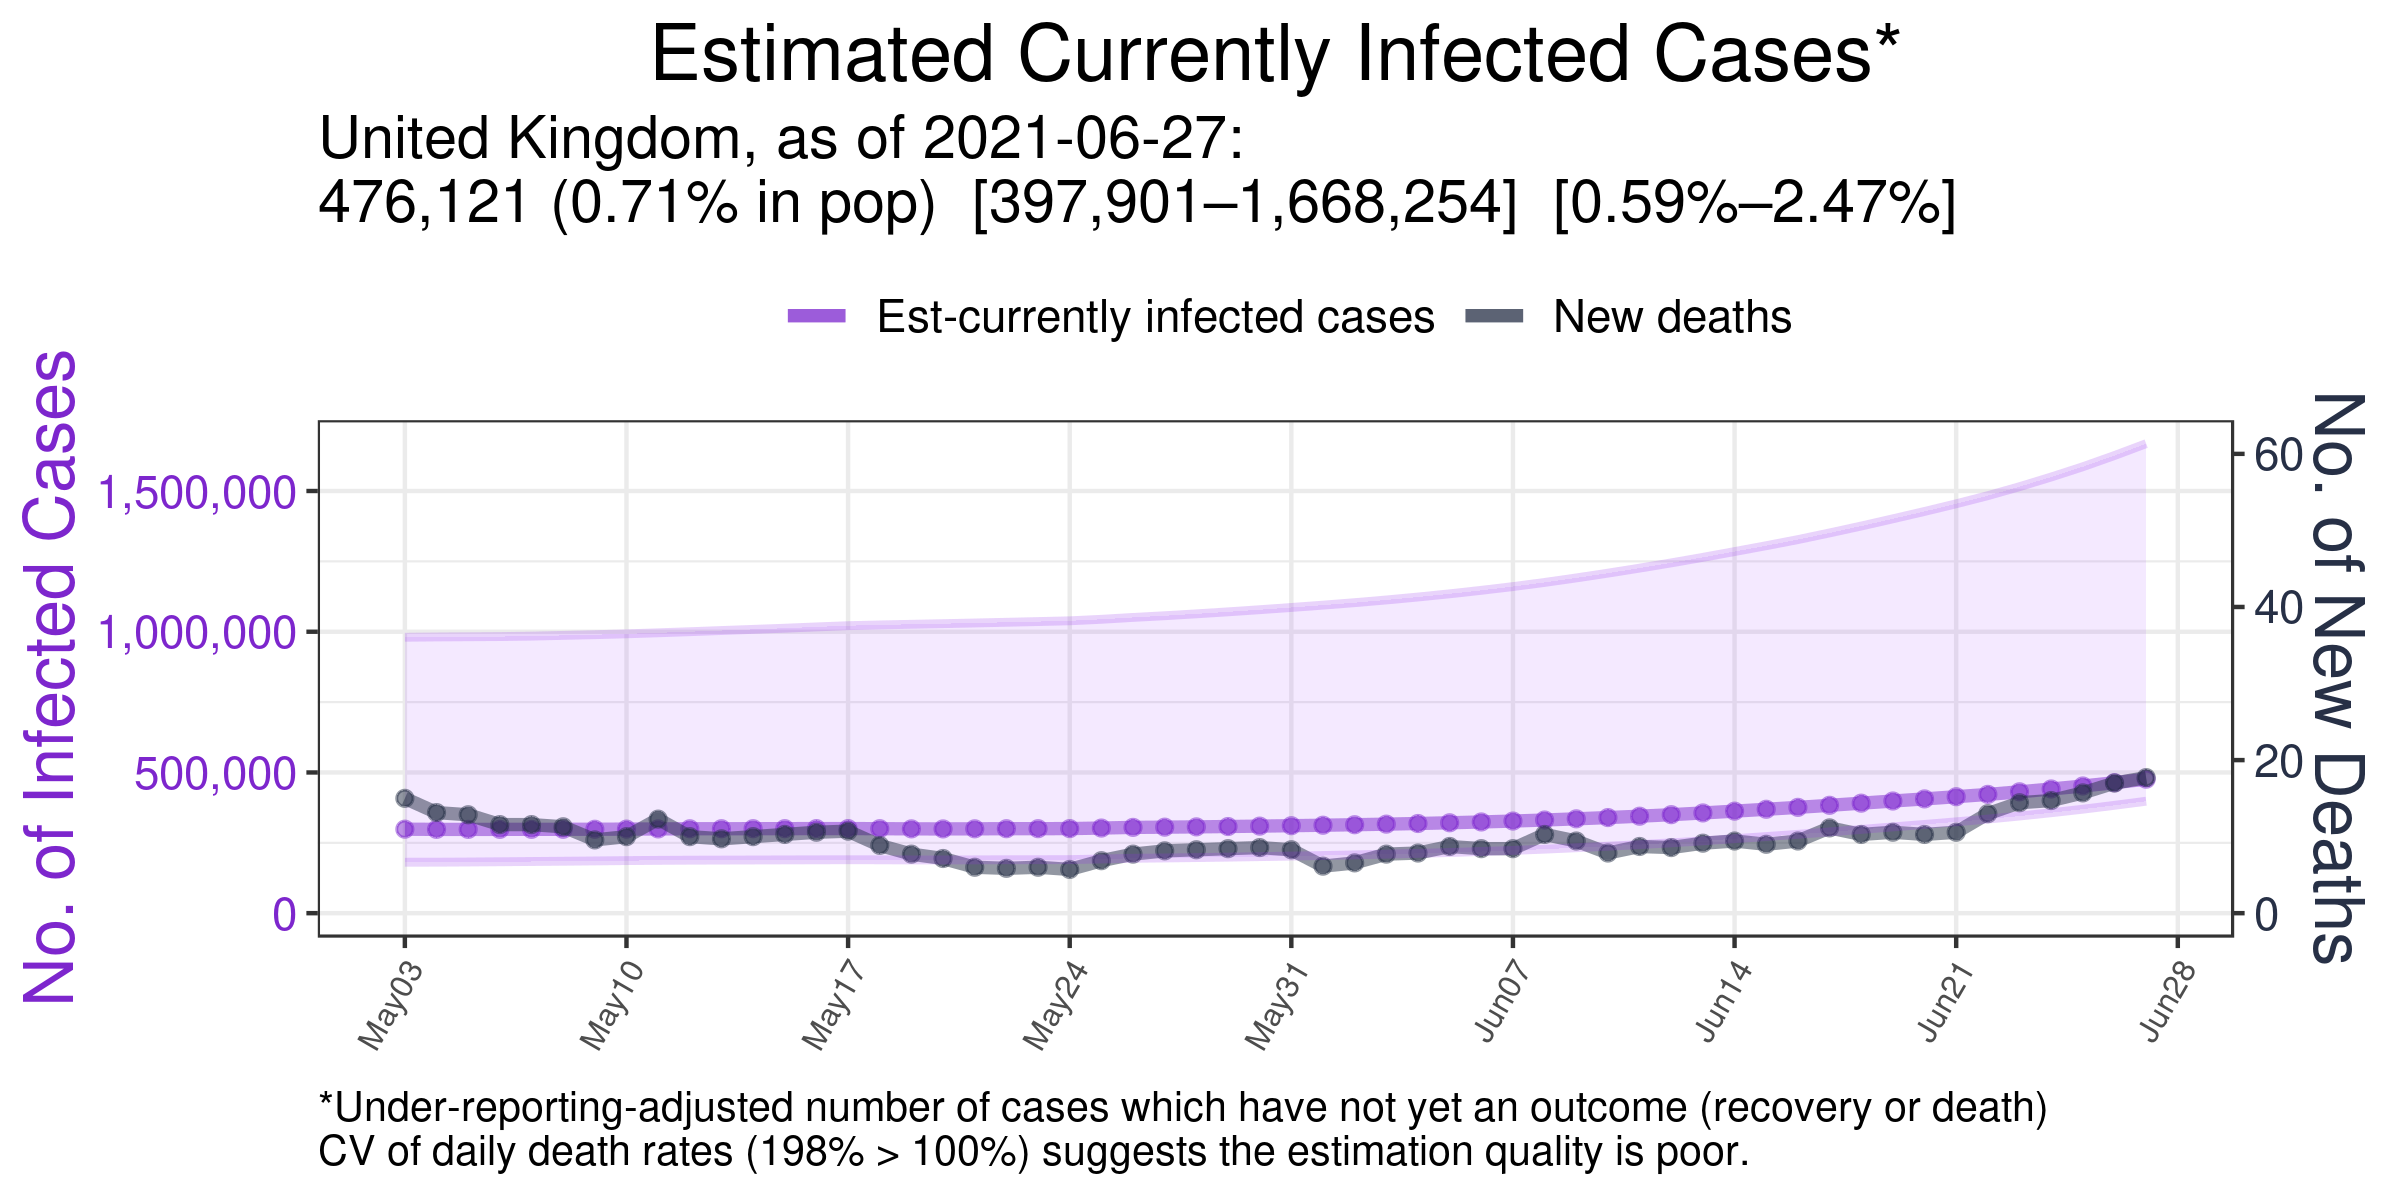 Estimated Currently Infected Cases*
United Kingdom, as of 2021-06-27:
476,121 (0.71% in pop) [397,901–1,668,254] [0.59%–2.47%]
Est-currently infected cases New deaths
No. of Infected Cases
1,500,000
1,000,000
500,000
0
60
40
20
0
No. of New Deaths
May03 May10 May17 May24 May31 Jun07 Jun14 Jun21 Jun28
*Under-reporting-adjusted number of cases which have not yet an outcome (recovery or death)
CV of daily death rates (198% > 100%) suggests the estimation quality is poor.